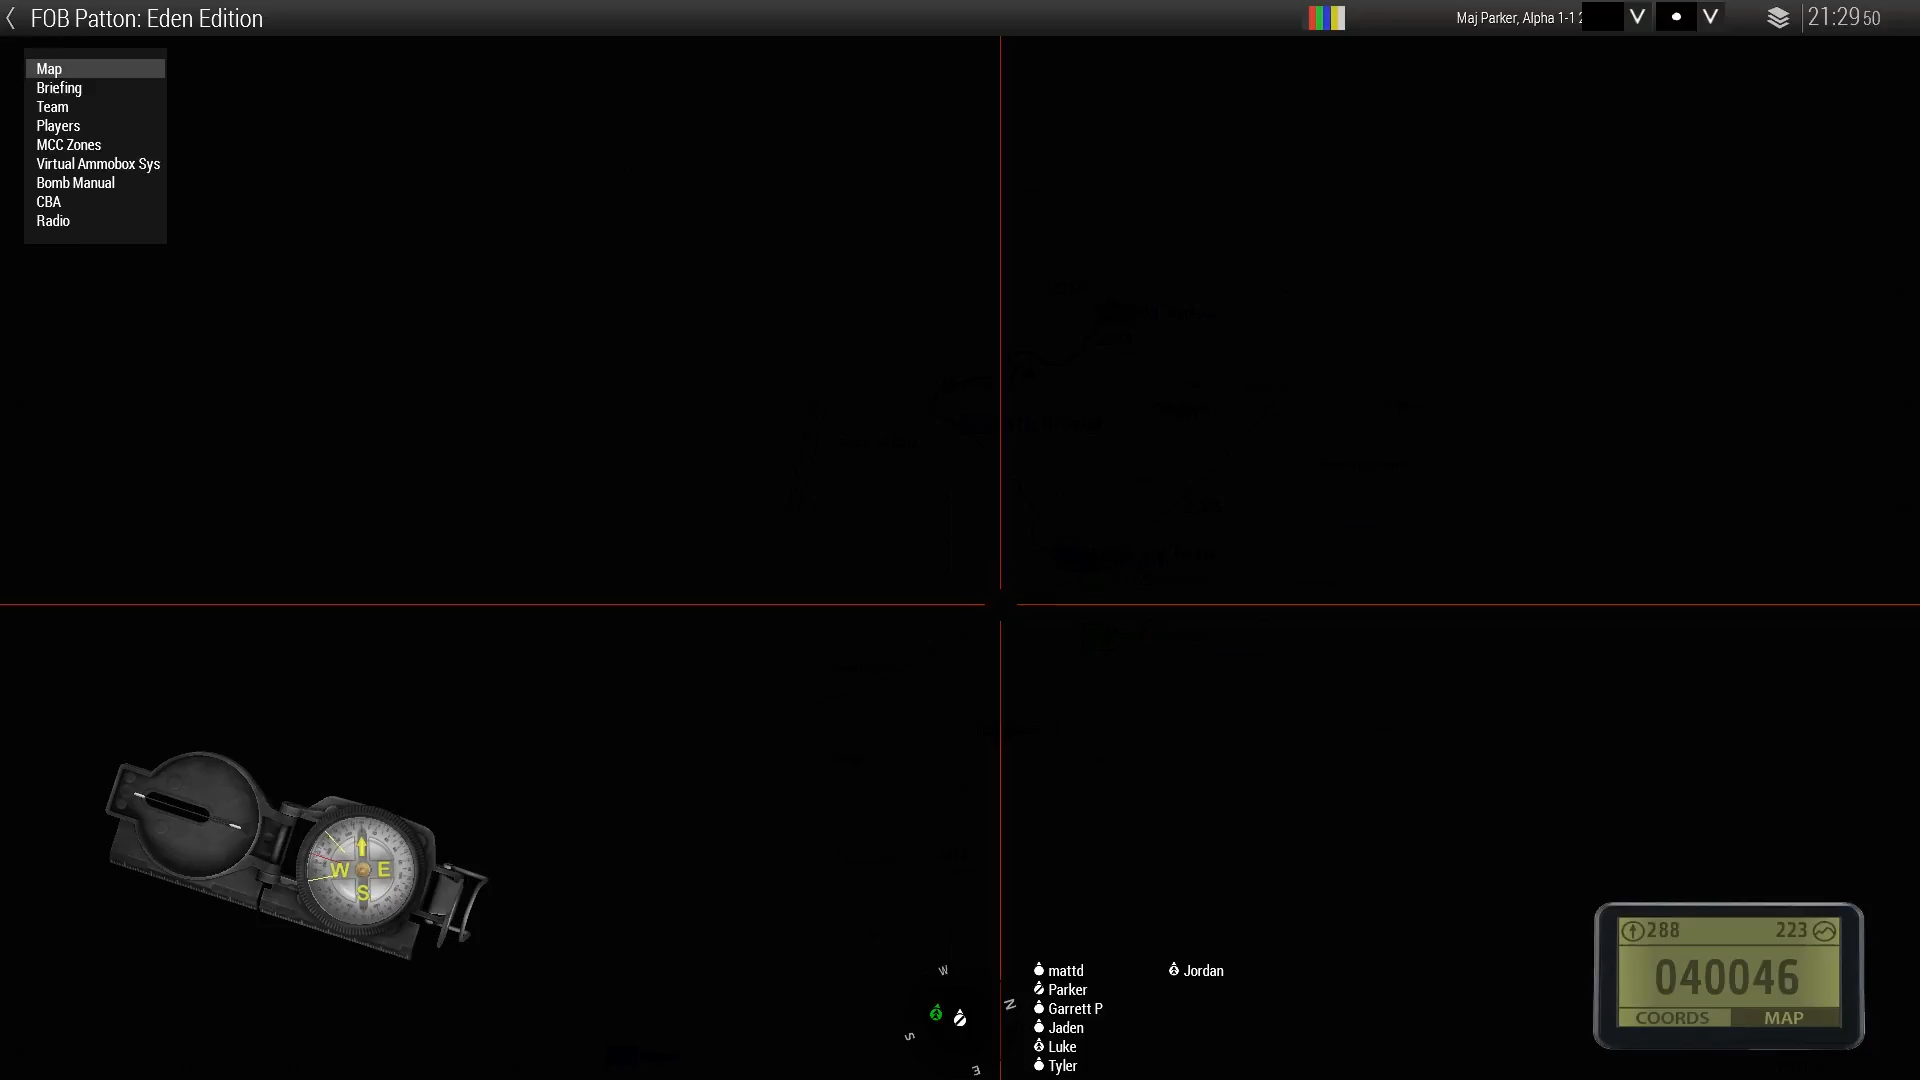 FOB Patton: Eden Edition
Maj Parker, Alpha 1-1
21:29 50
Map
Briefing
Team
Players
MCC Zones
Virtual Ammobox Sys
Bomb Manual
CBA
Radio
W E
S
W
N
S
E
mattd
Parker
Garrett P
Jaden
Luke
Tyler
Jordan
288 223
040046
COORDS MAP